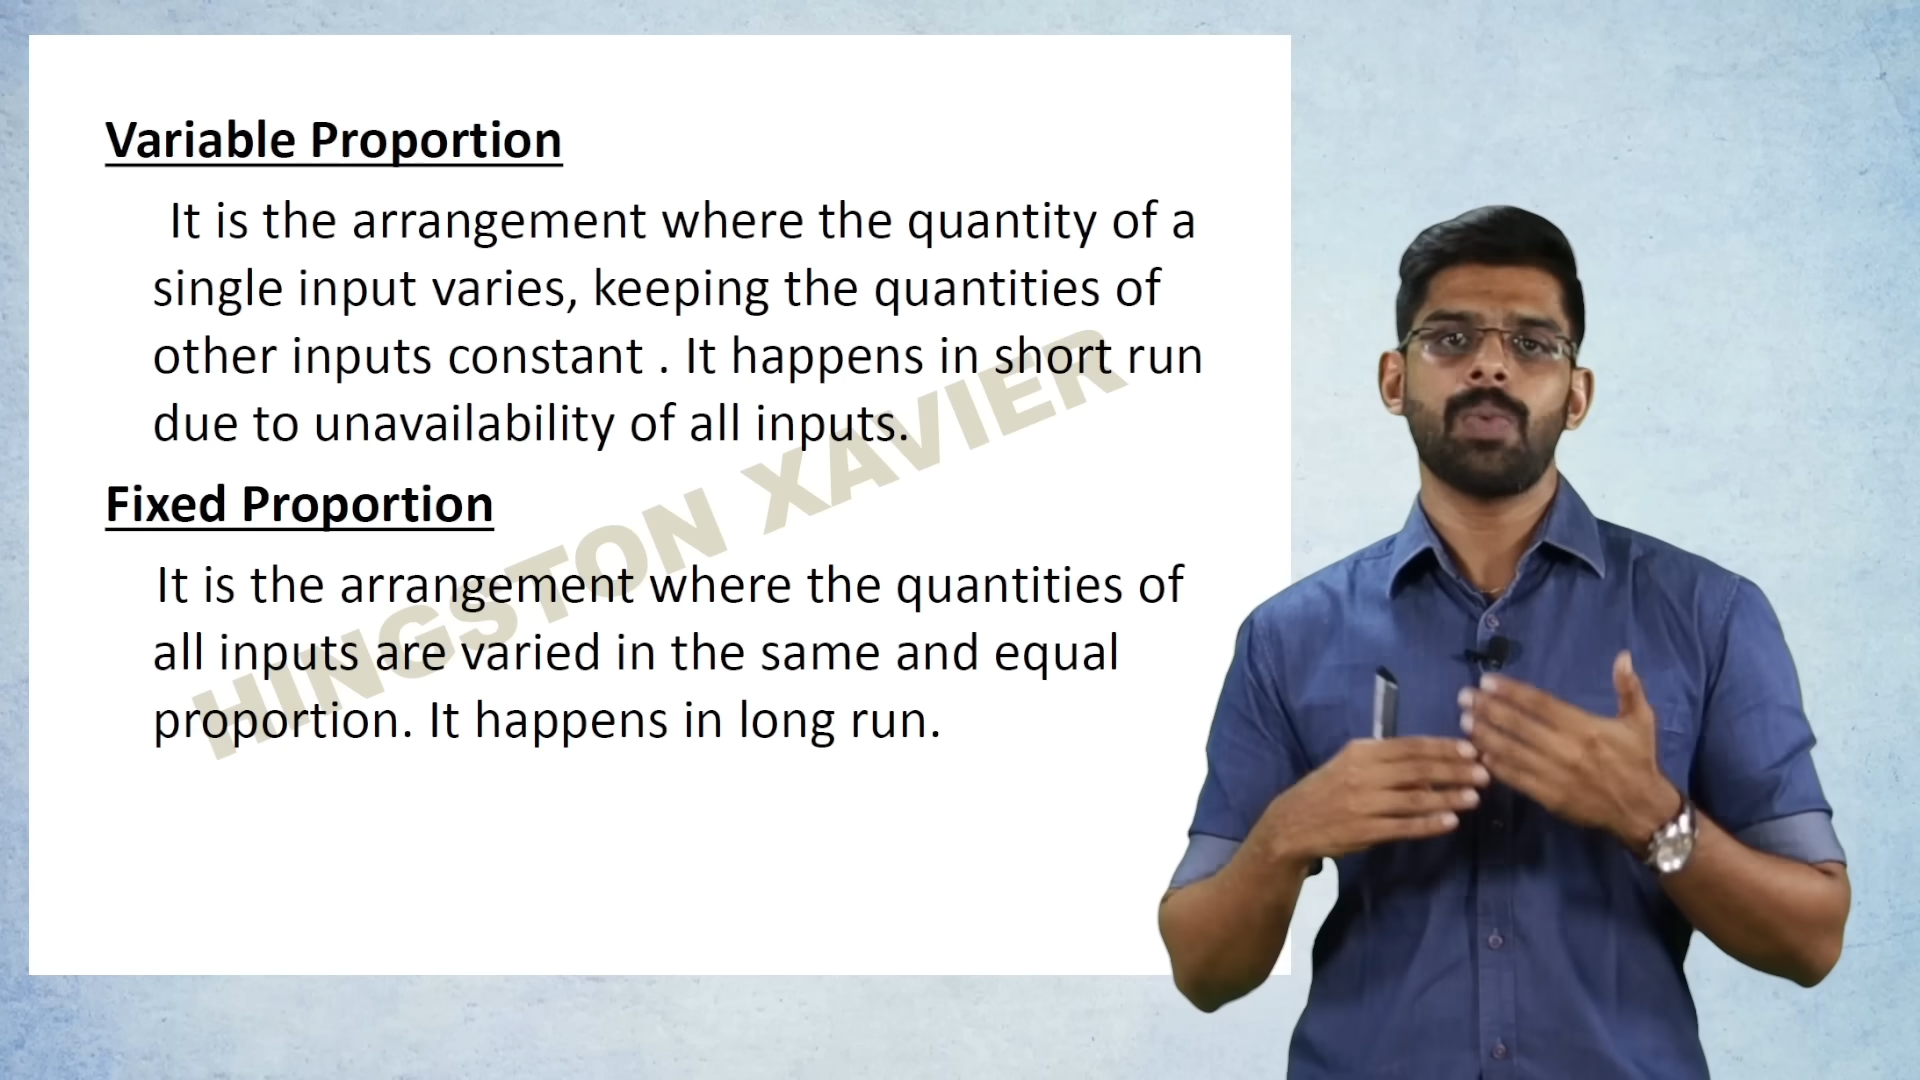 Variable Proportion
It is the arrangement where the quantity of a
single input varies, keeping the quantities of
other inputs constant . It happens in short run
due to unavailability of all inputs.
Fixed Proportion
It is the arrangement where the quantities of
all inputs are varied in the same and equal
proportion. It happens in long run.
HINGSTON XAVIER